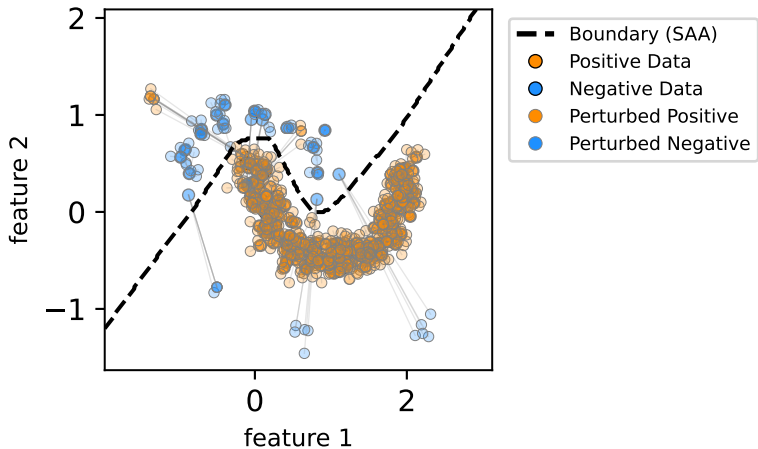 2
1
0
−1
0
2
feature 2
feature 1
Boundary (SAA)
Positive Data
Negative Data
Perturbed Positive
Perturbed Negative